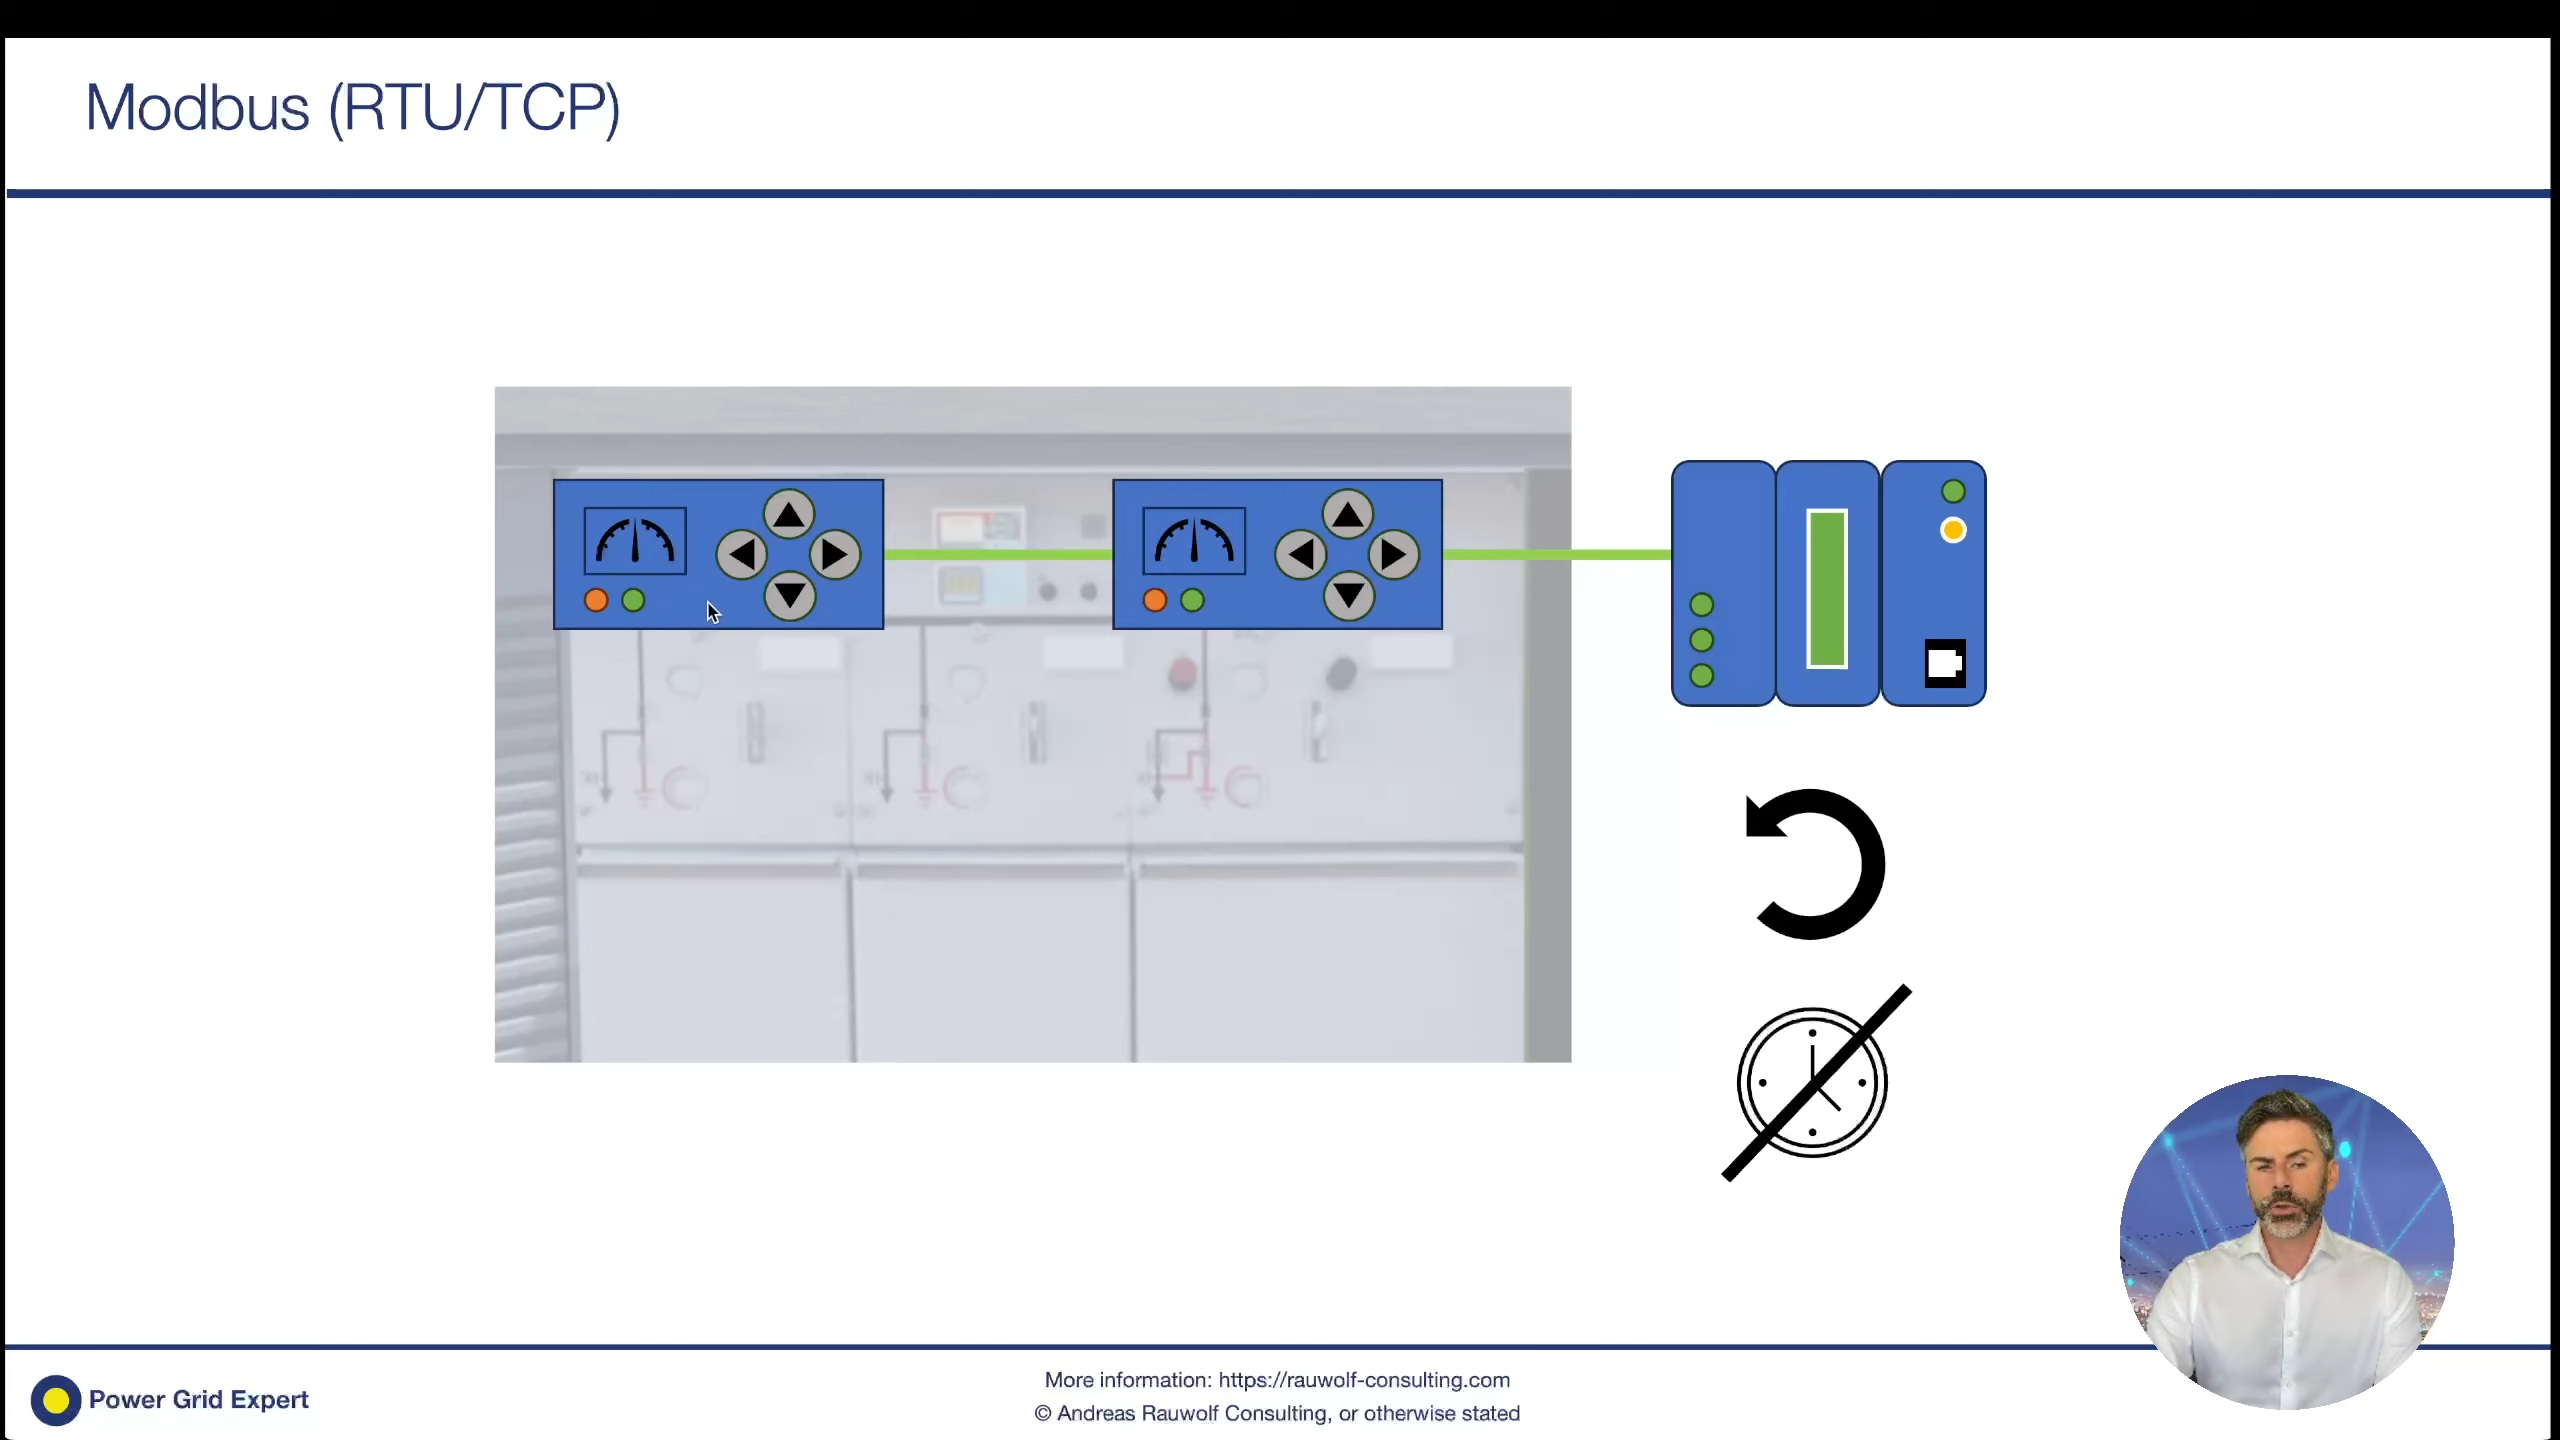 Modbus (RTU/TCP)
Power Grid Expert
More information: https://rauwolf-consulting.com
© Andreas Rauwolf Consulting, or otherwise stated